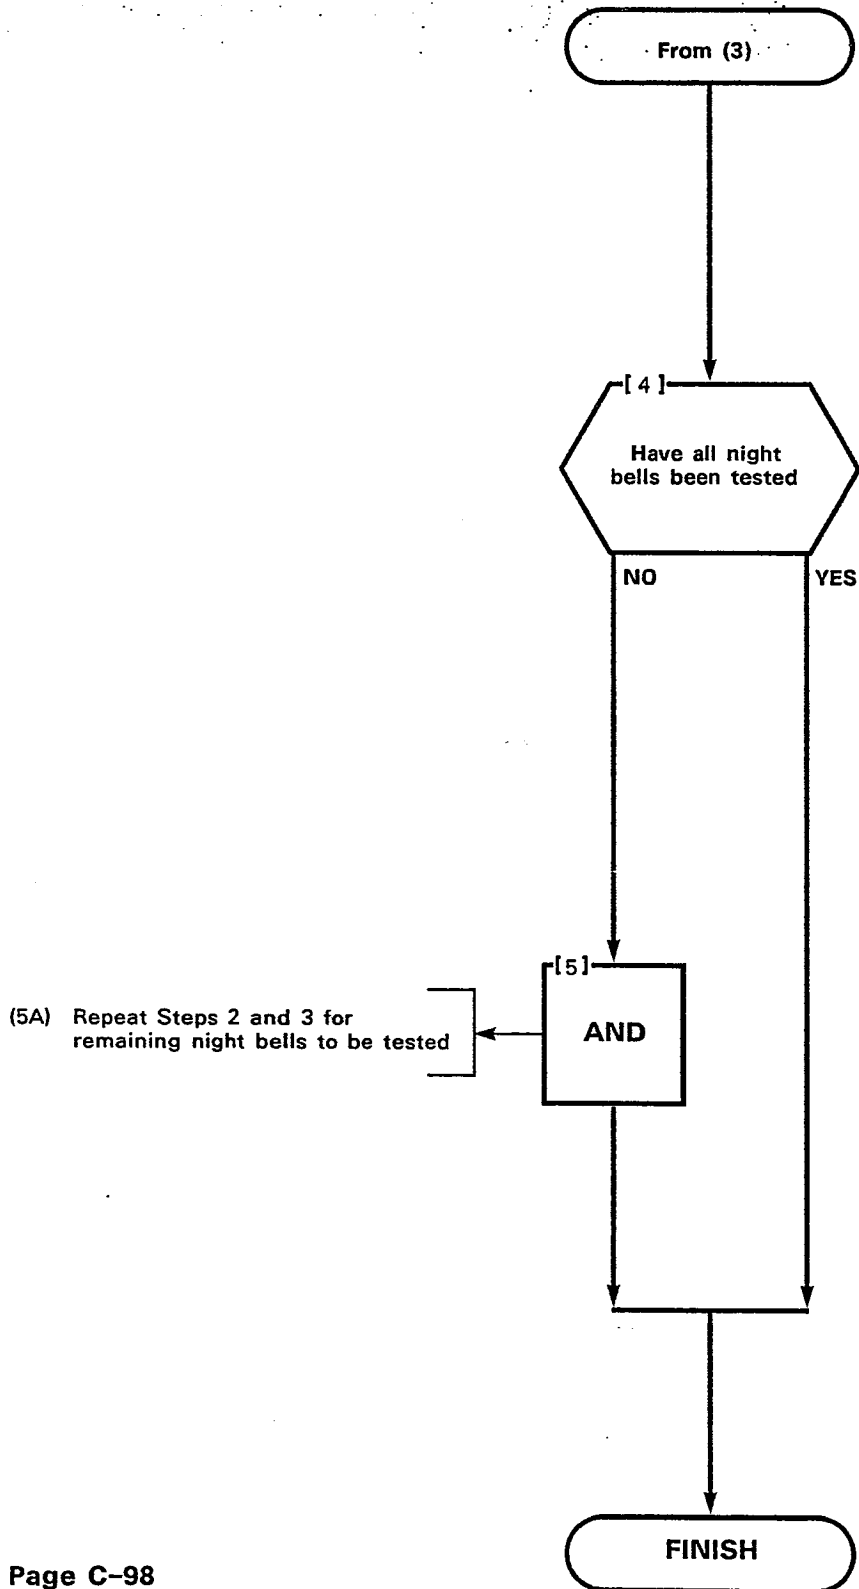 From (3)
[ 4 ]
Have all night
bells been tested
NO
YES
[5]
AND
(5A) Repeat Steps 2 and 3 for
remaining night bells to be tested
FINISH
Page C-98